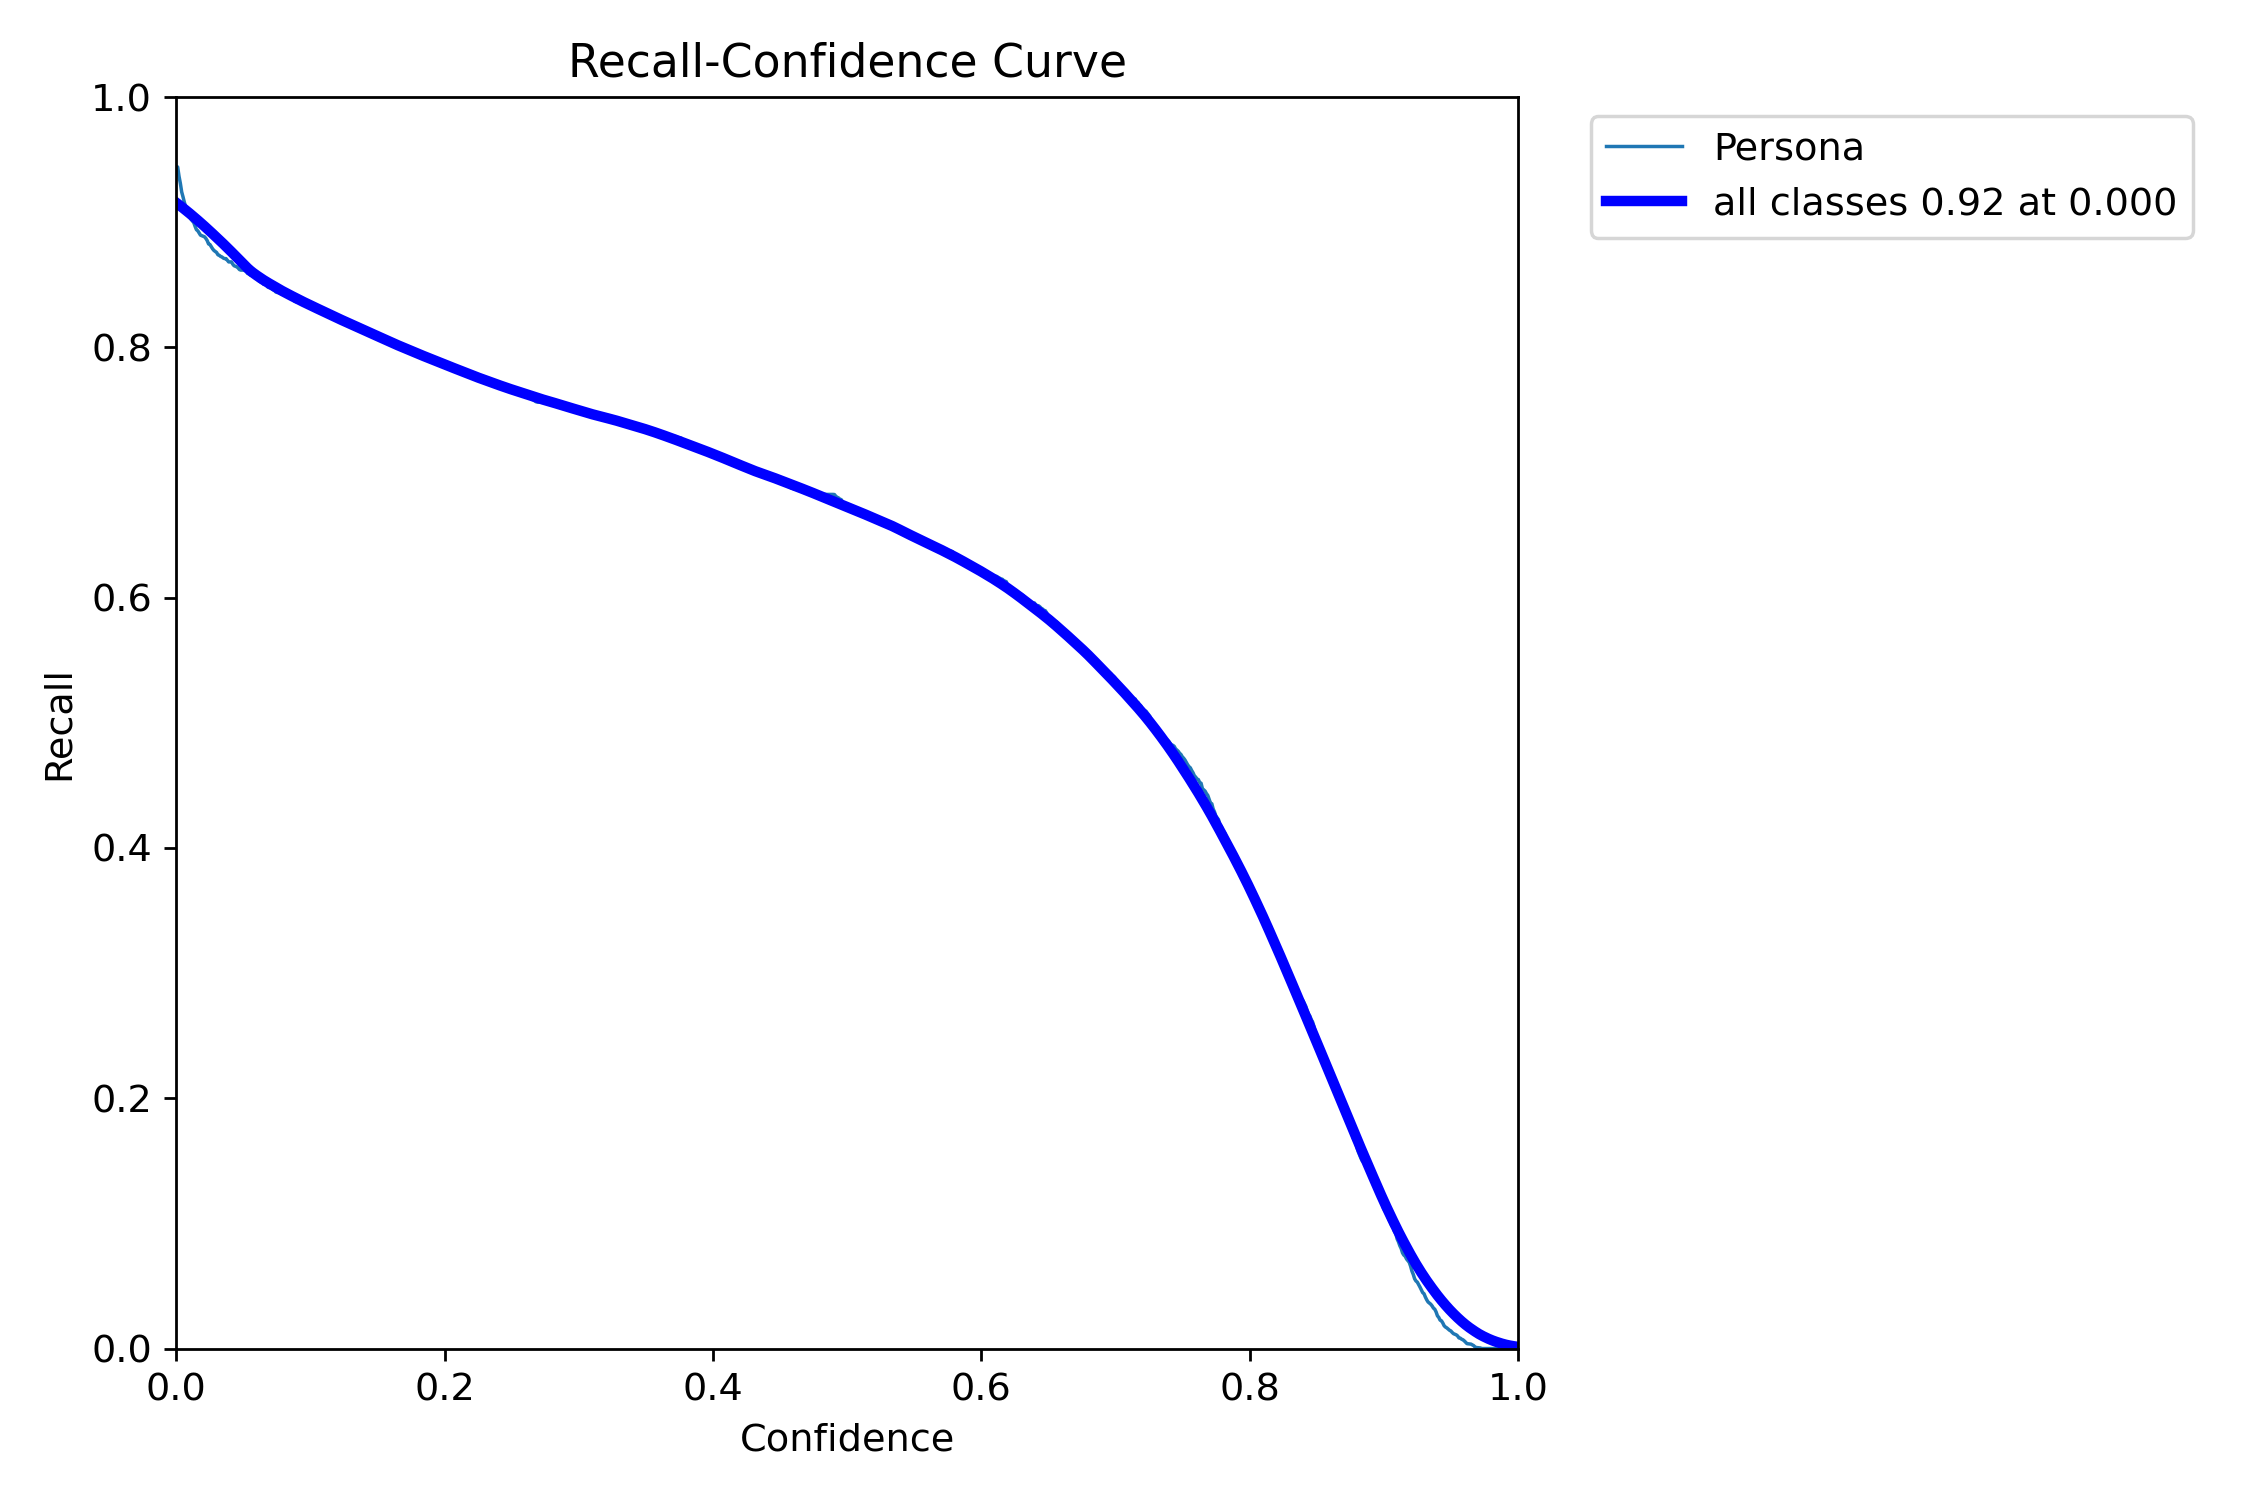 Recall-Confidence Curve
1.0
0.8
0.6
0.4
0.2
0.0
Recall
0.0 0.2 0.4 0.6 0.8 1.0
Confidence
Persona
all classes 0.92 at 0.000